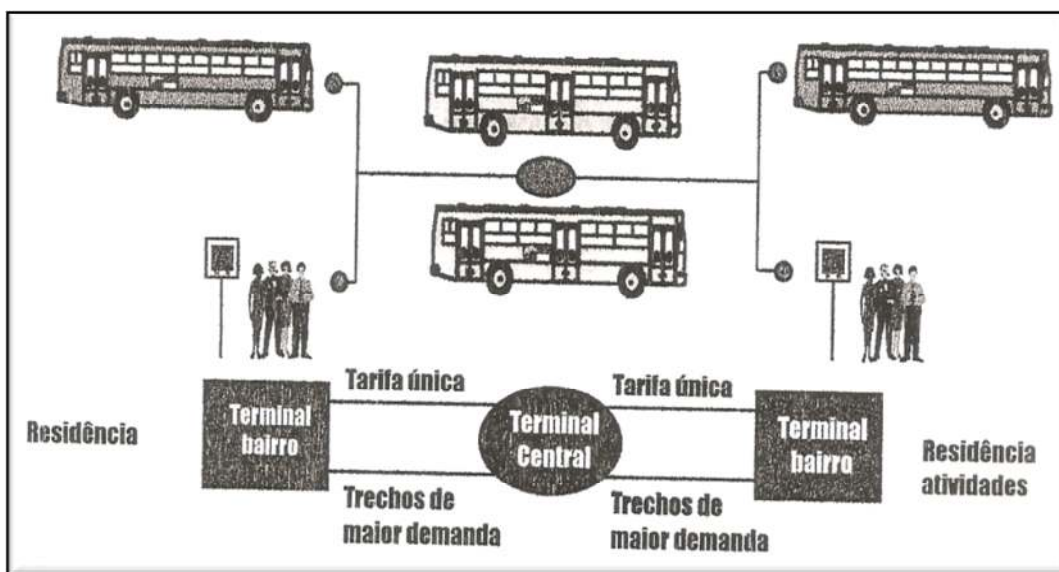 Tarifa única
Tarifa única
Residência
Terminal
bairro
Terminal
Central
Terminal
bairro
Residência
atividades
Trechos de
maior demanda
Trechos de
maior demanda